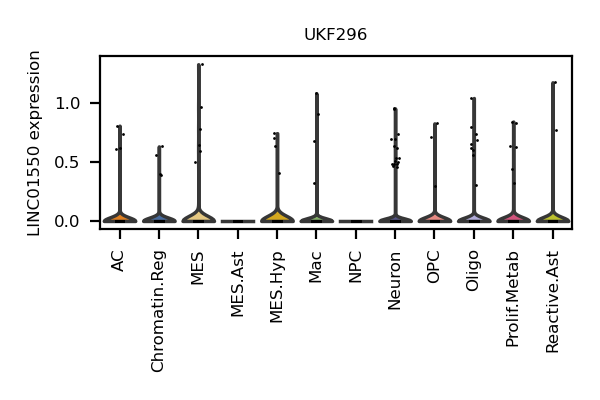 UKF296
LINC01550 expression
1.0
0.5
0.0
AC
Chromatin.Reg
MES
MES.Ast
MES.Hyp
Mac
NPC
Neuron
OPC
Oligo
Prolif.Metab
Reactive.Ast